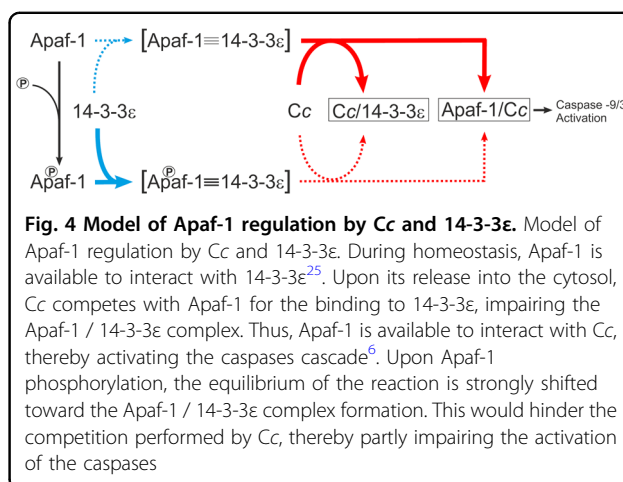 Apaf-1 [Apaf-1≡14-3-3ε]
Ⓟ 14-3-3ε Cc Cc/14-3-3ε Apaf-1/Cc Caspase -9/3
Activation
Ⓟ Ⓟ
Apaf-1 [Apaf-1≡14-3-3ε]
Fig. 4 Model of Apaf-1 regulation by Cc and 14-3-3ε. Model of
Apaf-1 regulation by Cc and 14-3-3ε. During homeostasis, Apaf-1 is
available to interact with 14-3-3ε25. Upon its release into the cytosol,
Cc competes with Apaf-1 for the binding to 14-3-3ε, impairing the
Apaf-1 / 14-3-3ε complex. Thus, Apaf-1 is available to interact with Cc,
thereby activating the caspases cascade6. Upon Apaf-1
phosphorylation, the equilibrium of the reaction is strongly shifted
toward the Apaf-1 / 14-3-3ε complex formation. This would hinder the
competition performed by Cc, thereby partly impairing the activation
of the caspases